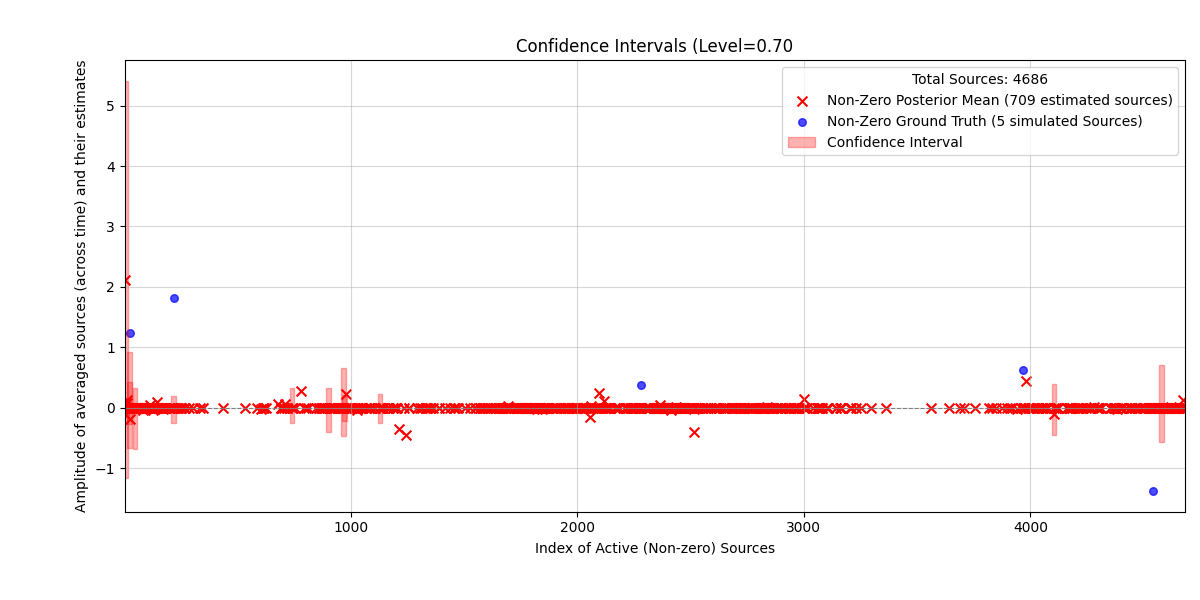 Confidence Intervals (Level=0.70
Amplitude of averaged sources (across time) and their estimates
5
4
3
2
1
0
−1
Total Sources: 4686
Non-Zero Posterior Mean (709 estimated sources)
Non-Zero Ground Truth (5 simulated Sources)
Confidence Interval
1000
2000
3000
4000
Index of Active (Non-zero) Sources